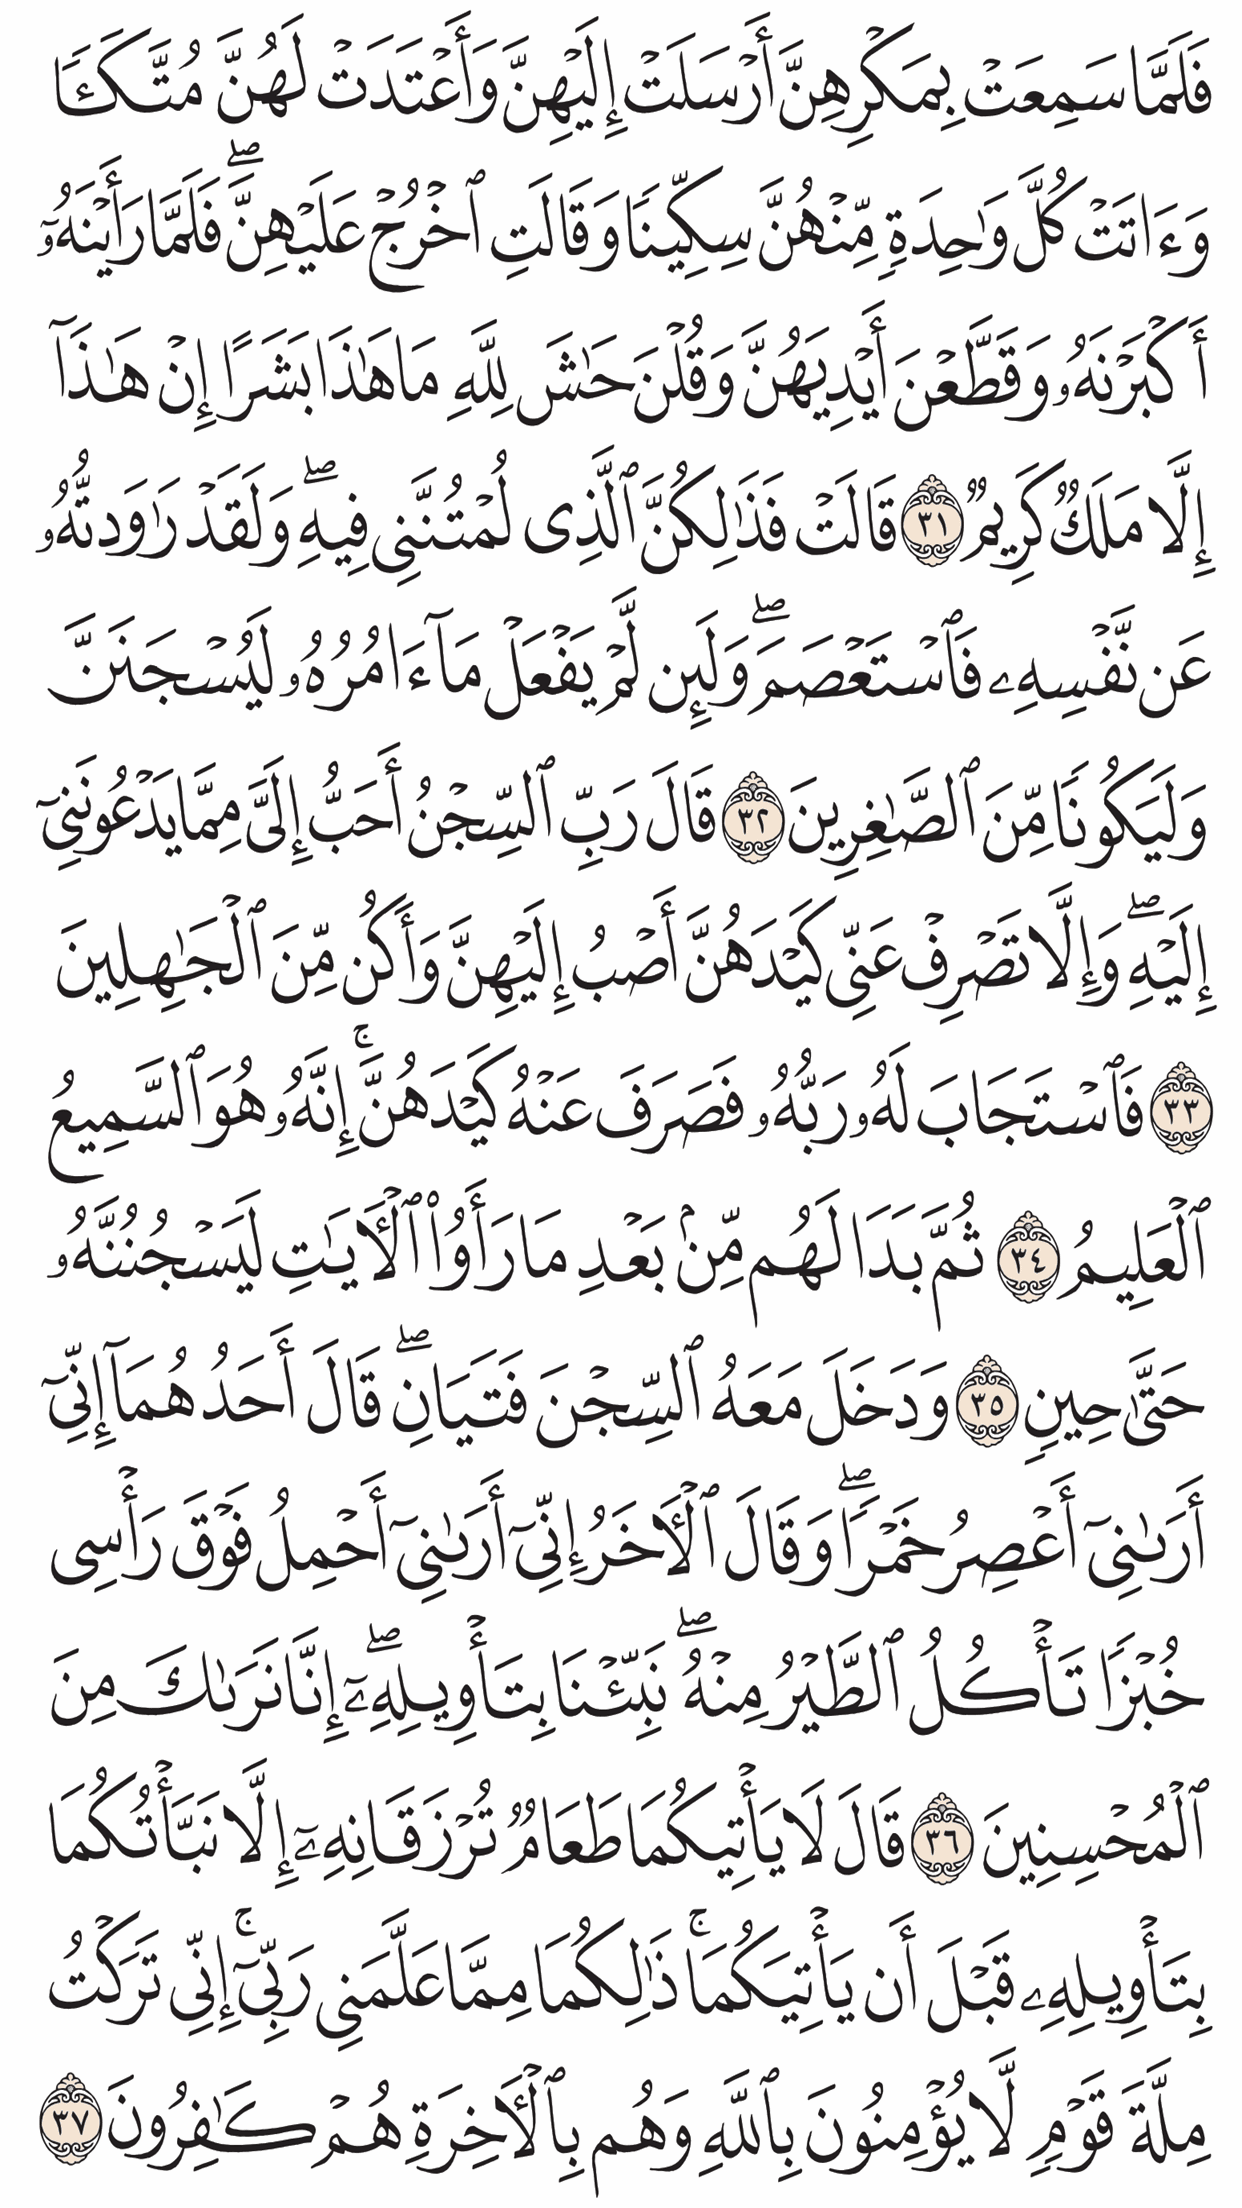 فَلَمَّا سَمِعَتْ بِمَكْرِهِنَّ أَرْسَلَتْ إِلَيْهِنَّ وَأَعْتَدَتْ لَهُنَّ مُتَّكَـًٔا
وَءَاتَتْ كُلَّ وَٰحِدَةٍ مِّنْهُنَّ سِكِّينًا وَقَالَتِ ٱخْرُجْ عَلَيْهِنَّ ۖ فَلَمَّا رَأَيْنَهُۥٓ
أَكْبَرْنَهُۥ وَقَطَّعْنَ أَيْدِيَهُنَّ وَقُلْنَ حَٰشَ لِلَّهِ مَا هَٰذَا بَشَرًا إِنْ هَٰذَآ
إِلَّا مَلَكٌ كَرِيمٌ ٣١ قَالَتْ فَذَٰلِكُنَّ ٱلَّذِى لُمْتُنَّنِى فِيهِ ۖ وَلَقَدْ رَٰوَدتُّهُۥ
عَن نَّفْسِهِۦ فَٱسْتَعْصَمَ ۖ وَلَئِن لَّمْ يَفْعَلْ مَآ ءَامُرُهُۥ لَيُسْجَنَنَّ
وَلَيَكُونًا مِّنَ ٱلصَّٰغِرِينَ ٣٢ قَالَ رَبِّ ٱلسِّجْنُ أَحَبُّ إِلَىَّ مِمَّا يَدْعُونَنِىٓ
إِلَيْهِ ۖ وَإِلَّا تَصْرِفْ عَنِّى كَيْدَهُنَّ أَصْبُ إِلَيْهِنَّ وَأَكُن مِّنَ ٱلْجَٰهِلِينَ
٣٣ فَٱسْتَجَابَ لَهُۥ رَبُّهُۥ فَصَرَفَ عَنْهُ كَيْدَهُنَّ ۚ إِنَّهُۥ هُوَ ٱلسَّمِيعُ
ٱلْعَلِيمُ ٣٤ ثُمَّ بَدَا لَهُم مِّنۢ بَعْدِ مَا رَأَوُا۟ ٱلْـَٔايَٰتِ لَيَسْجُنُنَّهُۥ
حَتَّىٰ حِينٍ ٣٥ وَدَخَلَ مَعَهُ ٱلسِّجْنَ فَتَيَانِ ۖ قَالَ أَحَدُهُمَآ إِنِّىٓ
أَرَىٰنِىٓ أَعْصِرُ خَمْرًا ۖ وَقَالَ ٱلْـَٔاخَرُ إِنِّىٓ أَرَىٰنِىٓ أَحْمِلُ فَوْقَ رَأْسِى
خُبْزًا تَأْكُلُ ٱلطَّيْرُ مِنْهُ ۖ نَبِّئْنَا بِتَأْوِيلِهِۦٓ ۖ إِنَّا نَرَىٰكَ مِنَ
ٱلْمُحْسِنِينَ ٣٦ قَالَ لَا يَأْتِيكُمَا طَعَامٌ تُرْزَقَانِهِۦٓ إِلَّا نَبَّأْتُكُمَا
بِتَأْوِيلِهِۦ قَبْلَ أَن يَأْتِيَكُمَا ۚ ذَٰلِكُمَا مِمَّا عَلَّمَنِى رَبِّىٓ ۚ إِنِّى تَرَكْتُ
مِلَّةَ قَوْمٍ لَّا يُؤْمِنُونَ بِٱللَّهِ وَهُم بِٱلْـَٔاخِرَةِ هُمْ كَٰفِرُونَ ٣٧